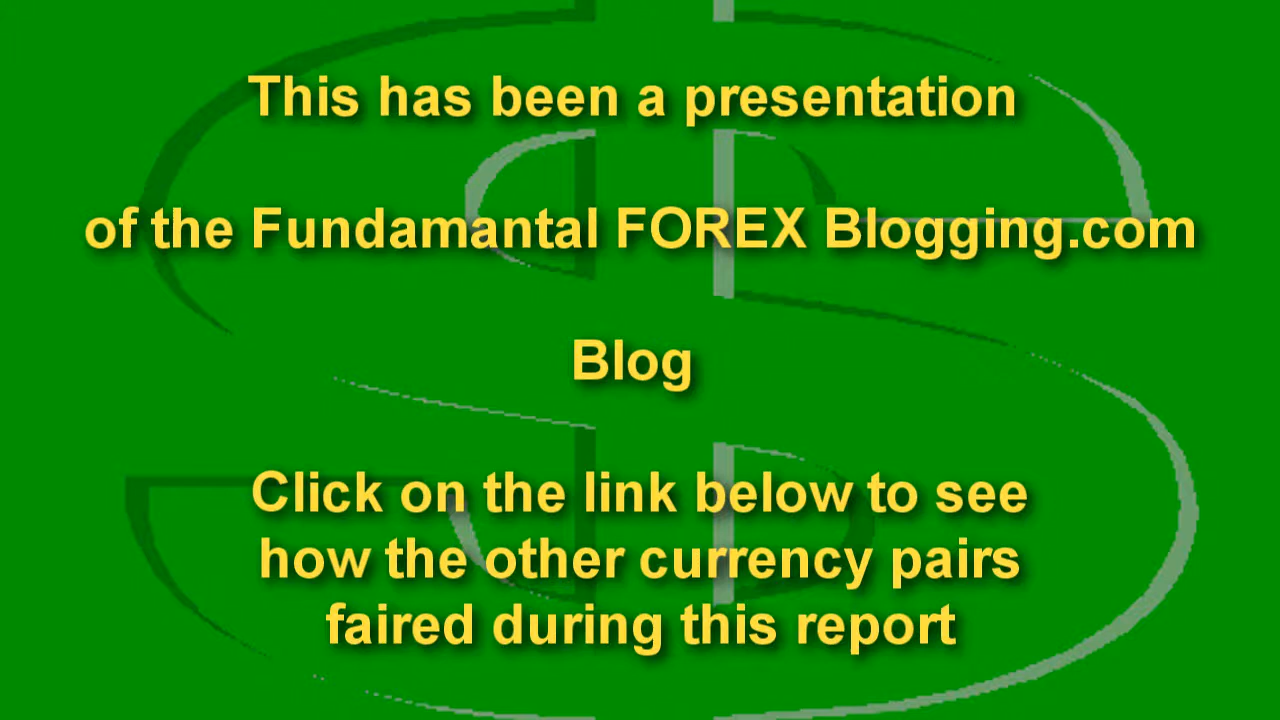 This has been a presentation
of the Fundamantal FOREX Blogging.com
Blog
Click on the link below to see
how the other currency pairs
faired during this report